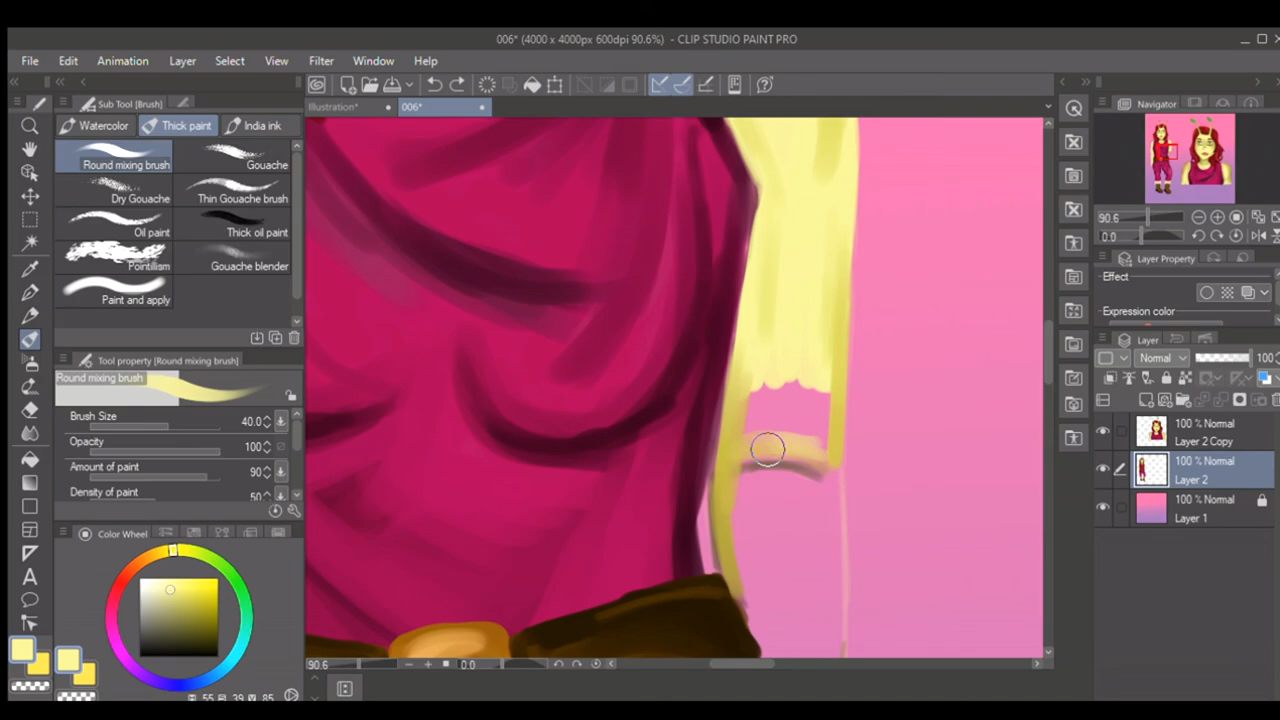 006* (4000 x 4000px 600dpi 90.6%) - CLIP STUDIO PAINT PRO
File Edit Animation Layer Select View Filter Window Help
Sub Tool [Brush]
Illustration* 006*
Navigator
Watercolor Thick paint India ink
Round mixing brush Gouache
Dry Gouache Thin Gouache brush
Oil paint Thick oil paint
Pointillism Gouache blender
Paint and apply
90.6
0.0
Layer Property
Effect
Expression color
Tool property [Round mixing brush]
Round mixing brush
Brush Size 40.0
Opacity 100
Amount of paint 90
Density of paint 50
Layer
Normal 100
100 % Normal
Layer 2 Copy
100 % Normal
Layer 2
100 % Normal
Layer 1
Color Wheel
A
90.6 0.0
55 39 85